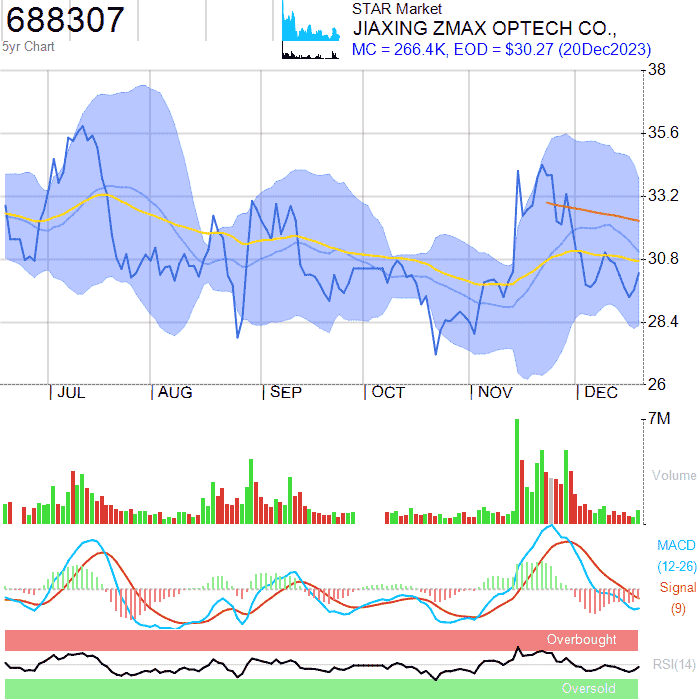 688307
5yr Chart
STAR Market
JIAXING ZMAX OPTECH CO.,
MC = 266.4K, EOD = $30.27 (20Dec2023)
38
35.6
33.2
30.8
28.4
26
JUL AUG SEP OCT NOV DEC
7M
Volume
MACD
(12-26)
Signal
(9)
Overbought
RSI(14)
Oversold